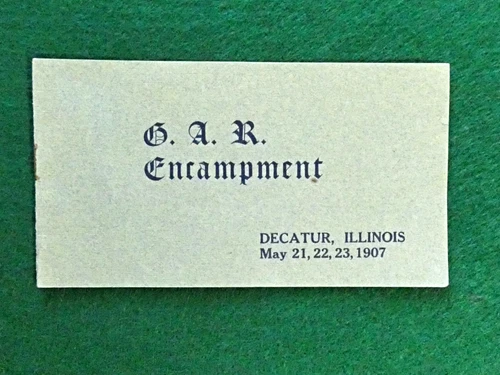 G. A. R.
Encampment
DECATUR, ILLINOIS
May 21, 22, 23, 1907